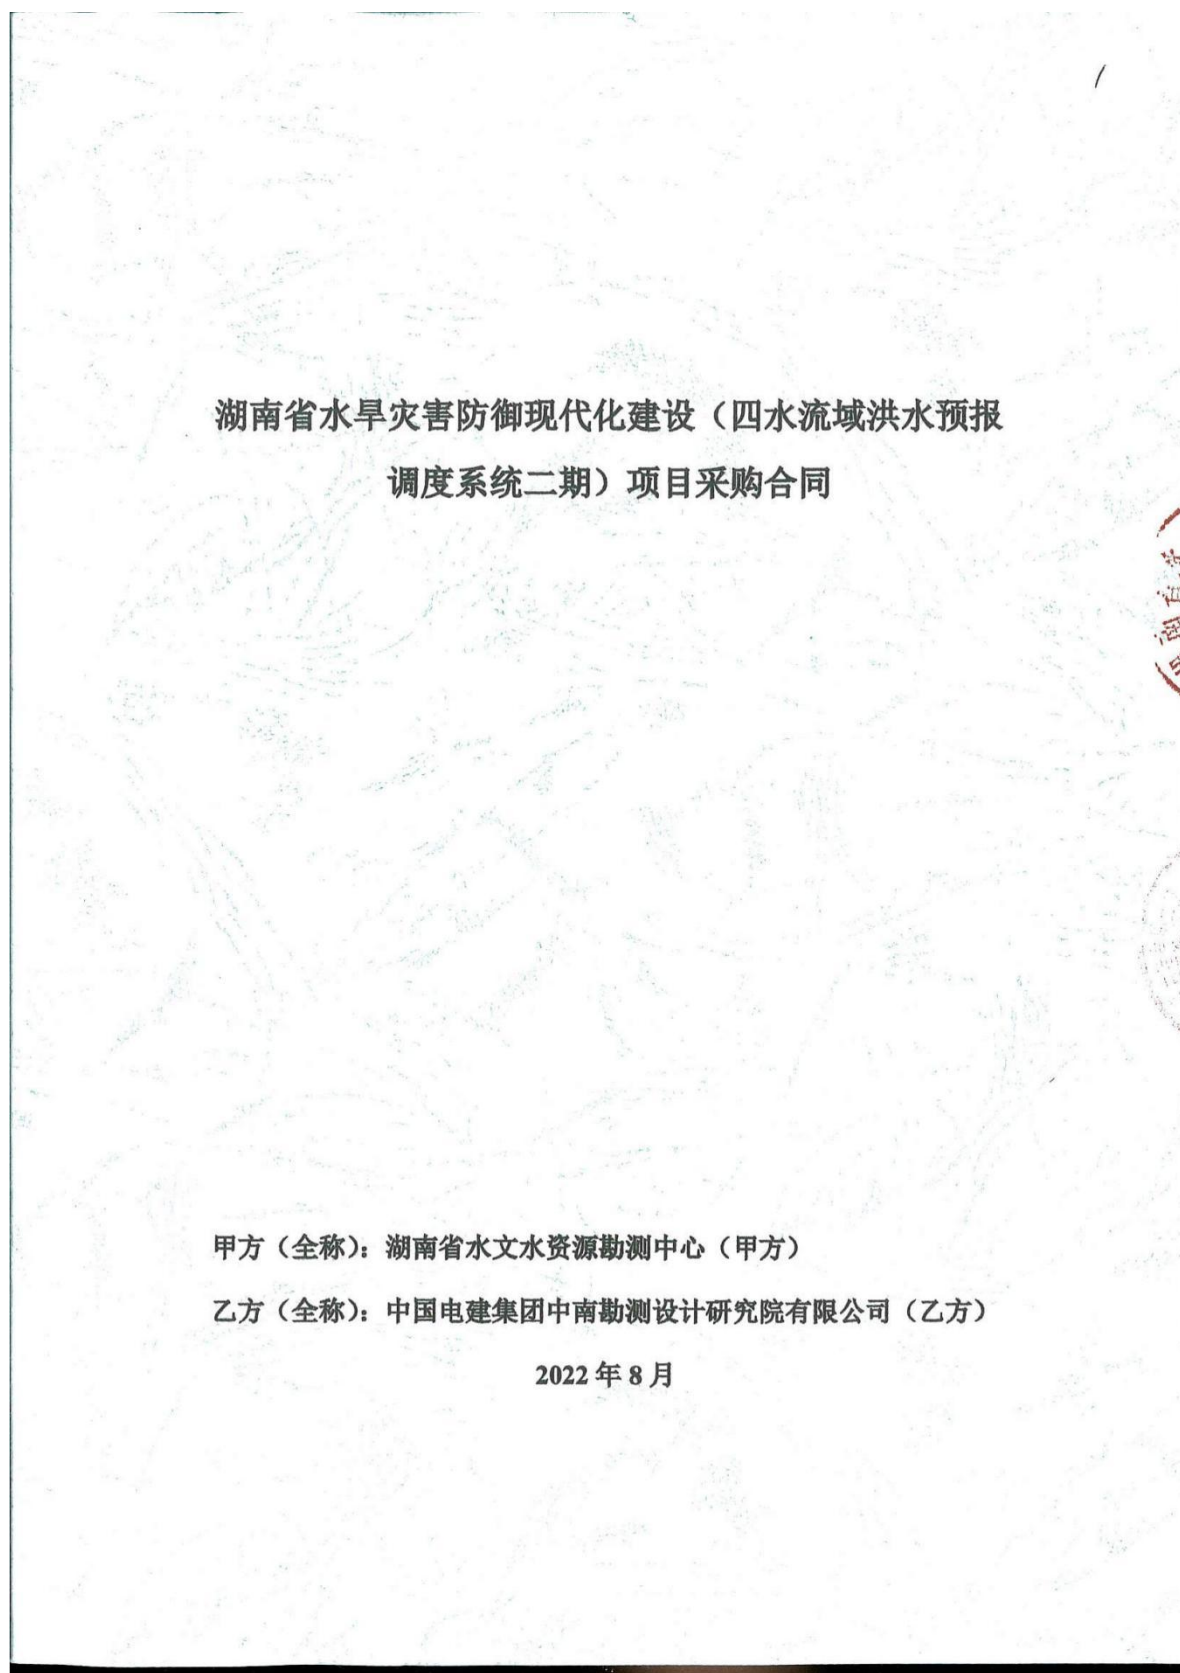 湖南省水旱灾害防御现代化建设（四水流域洪水预报
调度系统二期）项目采购合同
甲方（全称）：湖南省水文水资源勘测中心（甲方）
乙方（全称）：中国电建集团中南勘测设计研究院有限公司（乙方）
2022 年 8 月